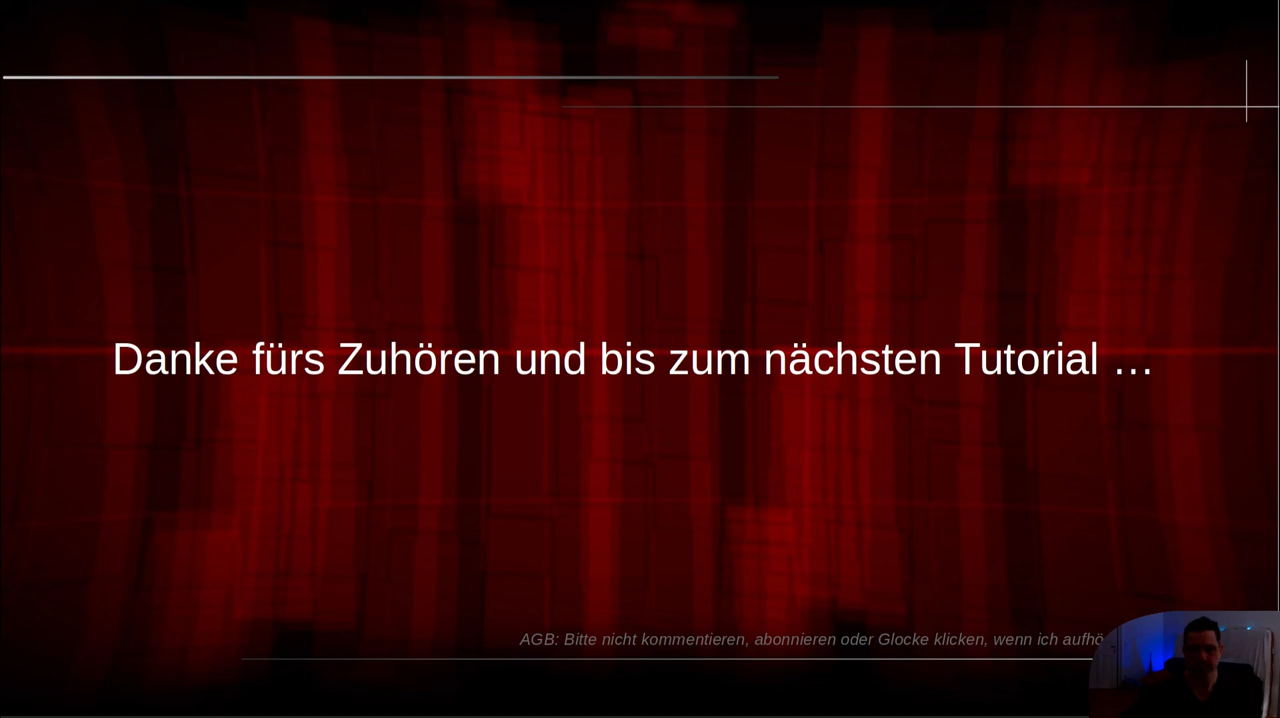 Danke fürs Zuhören und bis zum nächsten Tutorial …
AGB: Bitte nicht kommentieren, abonnieren oder Glocke klicken, wenn ich